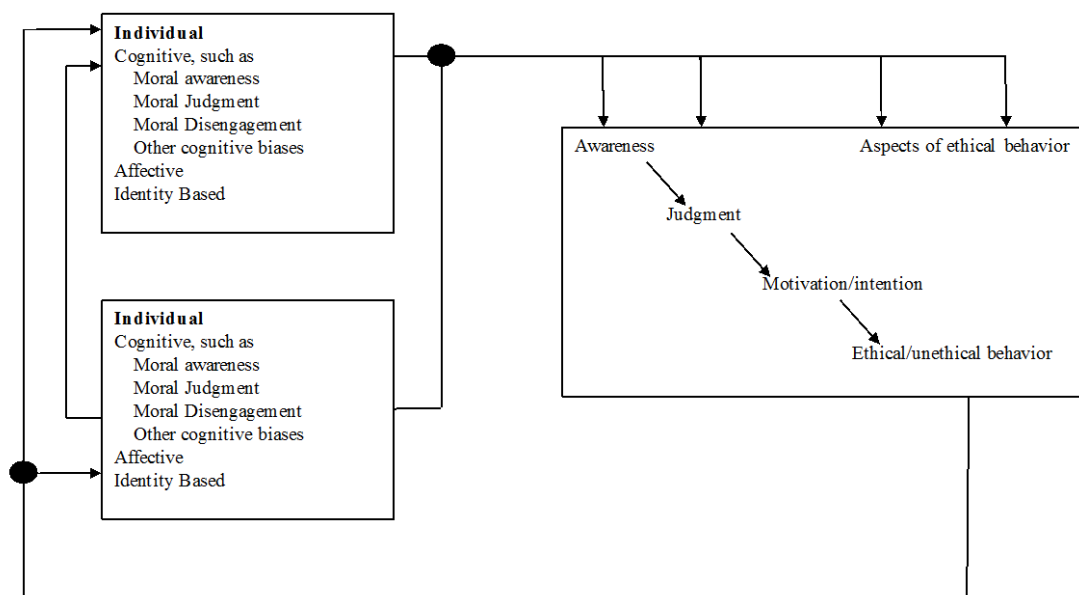 Individual
Cognitive, such as
Moral awareness
Moral Judgment
Moral Disengagement
Other cognitive biases
Affective
Identity Based
Individual
Cognitive, such as
Moral awareness
Moral Judgment
Moral Disengagement
Other cognitive biases
Affective
Identity Based
Awareness
Aspects of ethical behavior
Judgment
Motivation/intention
Ethical/unethical behavior